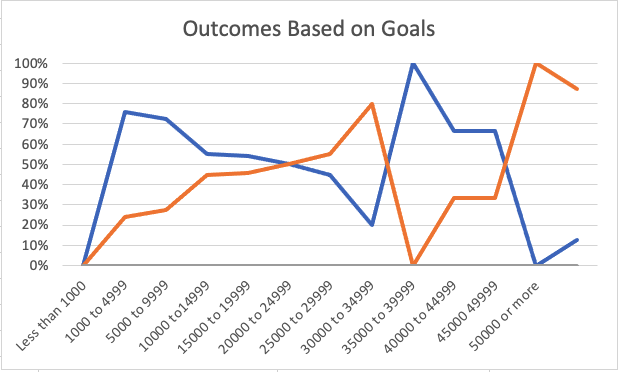 Outcomes Based on Goals
100%
90%
80%
70%
60%
50%
40%
30%
20%
10%
0%
Less than 1000
1000 to 4999
5000 to 9999
10000 to14999
15000 to 19999
20000 to 24999
25000 to 29999
30000 to 34999
35000 to 39999
40000 to 44999
45000 49999
50000 or more